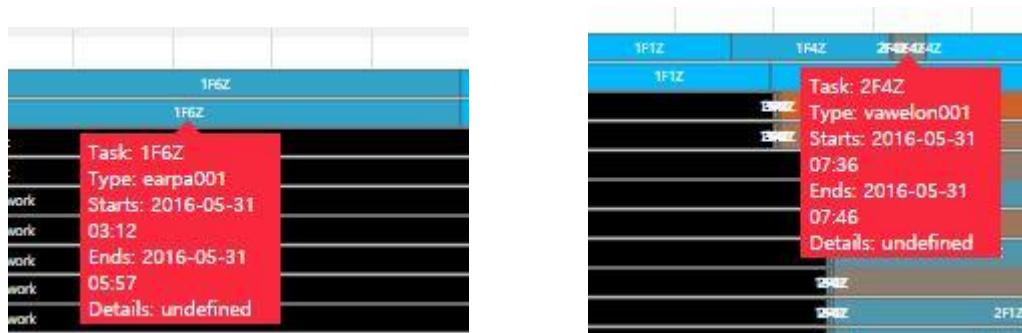 1F6Z
1F6Z
Task: 1F6Z
Type: earpa001
Starts: 2016-05-31
03:12
Ends: 2016-05-31
05:57
Details: undefined
work
work
work
work
work
1F1Z
1F4Z
1F1Z
Task: 2F4Z
Type: vawelon001
Starts: 2016-05-31
07:36
Ends: 2016-05-31
07:46
Details: undefined
2F1Z